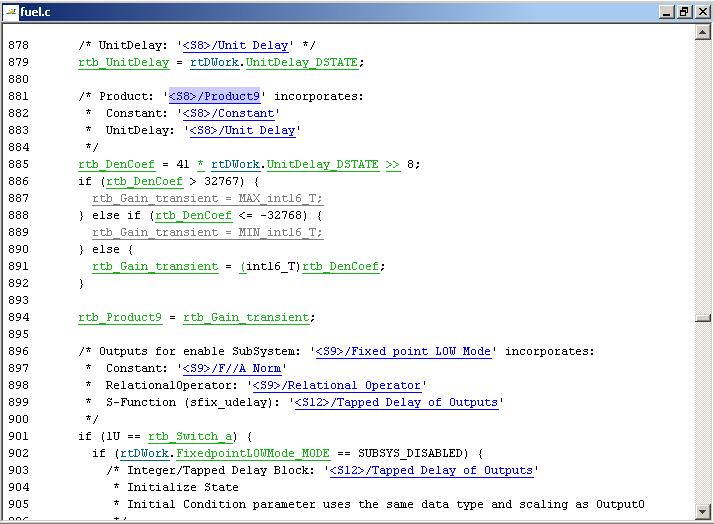 fuel.c
878 /* UnitDelay: '<S8>/Unit Delay' */
879 rtb_UnitDelay = rtDWork.UnitDelay_DSTATE;
880
881 /* Product: '<S8>/Product9' incorporates:
882 * Constant: '<S8>/Constant'
883 * UnitDelay: '<S8>/Unit Delay'
884 */
885 rtb_DenCoef = 41 * rtDWork.UnitDelay_DSTATE >> 8;
886 if (rtb_DenCoef > 32767) {
887 rtb_Gain_transient = MAX_int16_T;
888 } else if (rtb_DenCoef <= -32768) {
889 rtb_Gain_transient = MIN_int16_T;
890 } else {
891 rtb_Gain_transient = (int16_T)rtb_DenCoef;
892 }
893
894 rtb_Product9 = rtb_Gain_transient;
895
896 /* Outputs for enable SubSystem: '<S9>/Fixed point LOW Mode' incorporates:
897 * Constant: '<S9>/F//A Norm'
898 * RelationalOperator: '<S9>/Relational Operator'
899 * S-Function (sfix_udelay): '<S12>/Tapped Delay of Outputs'
900 */
901 if (1U == rtb_Switch_a) {
902 if (rtDWork.FixedpointLOWMode_MODE == SUBSYS_DISABLED) {
903 /* Integer/Tapped Delay Block: '<S12>/Tapped Delay of Outputs'
904 * Initialize State
905 * Initial Condition parameter uses the same data type and scaling as Output0